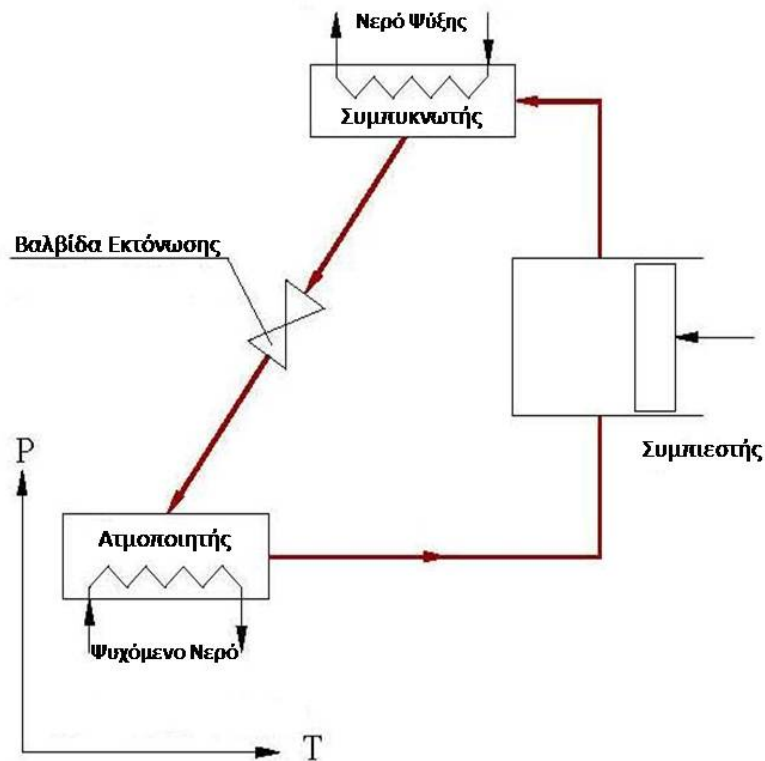 Νερό Ψύξης
Συμπυκνωτής
Βαλβίδα Εκτόνωσης
Συμπιεστής
P
Ατμοποιητής
Ψυχόμενο Νερό
T